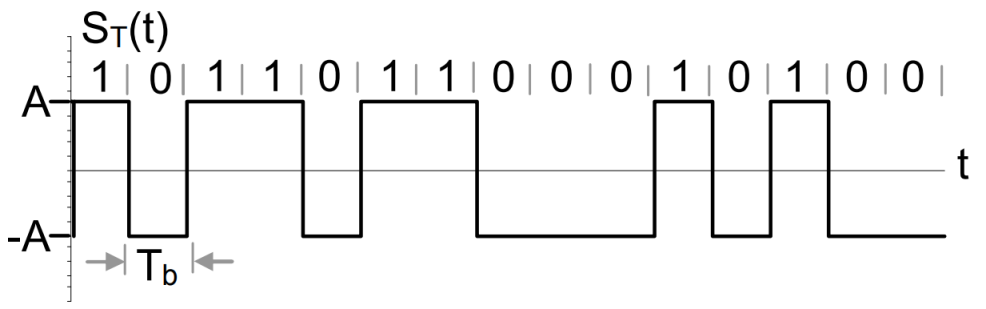 S_T(t)
1 | 0 | 1 | 1 | 0 | 1 | 1 | 0 | 0 | 0 | 1 | 0 | 1 | 0 | 0 |
A
t
-A
T_b